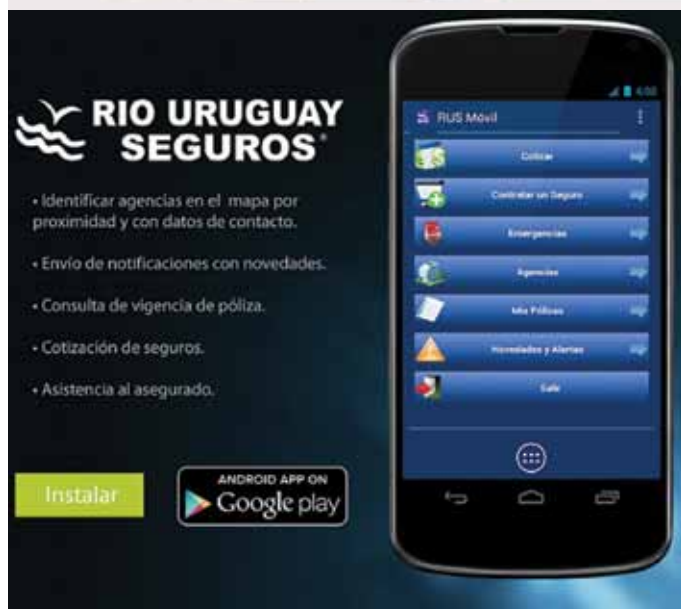 RIO URUGUAY
SEGUROS®
• Identificar agencias en el mapa por
proximidad y con datos de contacto.
• Envío de notificaciones con novedades.
• Consulta de vigencia de póliza.
• Cotización de seguros.
• Asistencia al asegurado.
Instalar
ANDROID APP ON
Google play
4:00
RUS Móvil
Cotizar
Contratar un Seguro
Emergencias
Agencias
Mis Pólizas
Novedades y Alertas
Salir